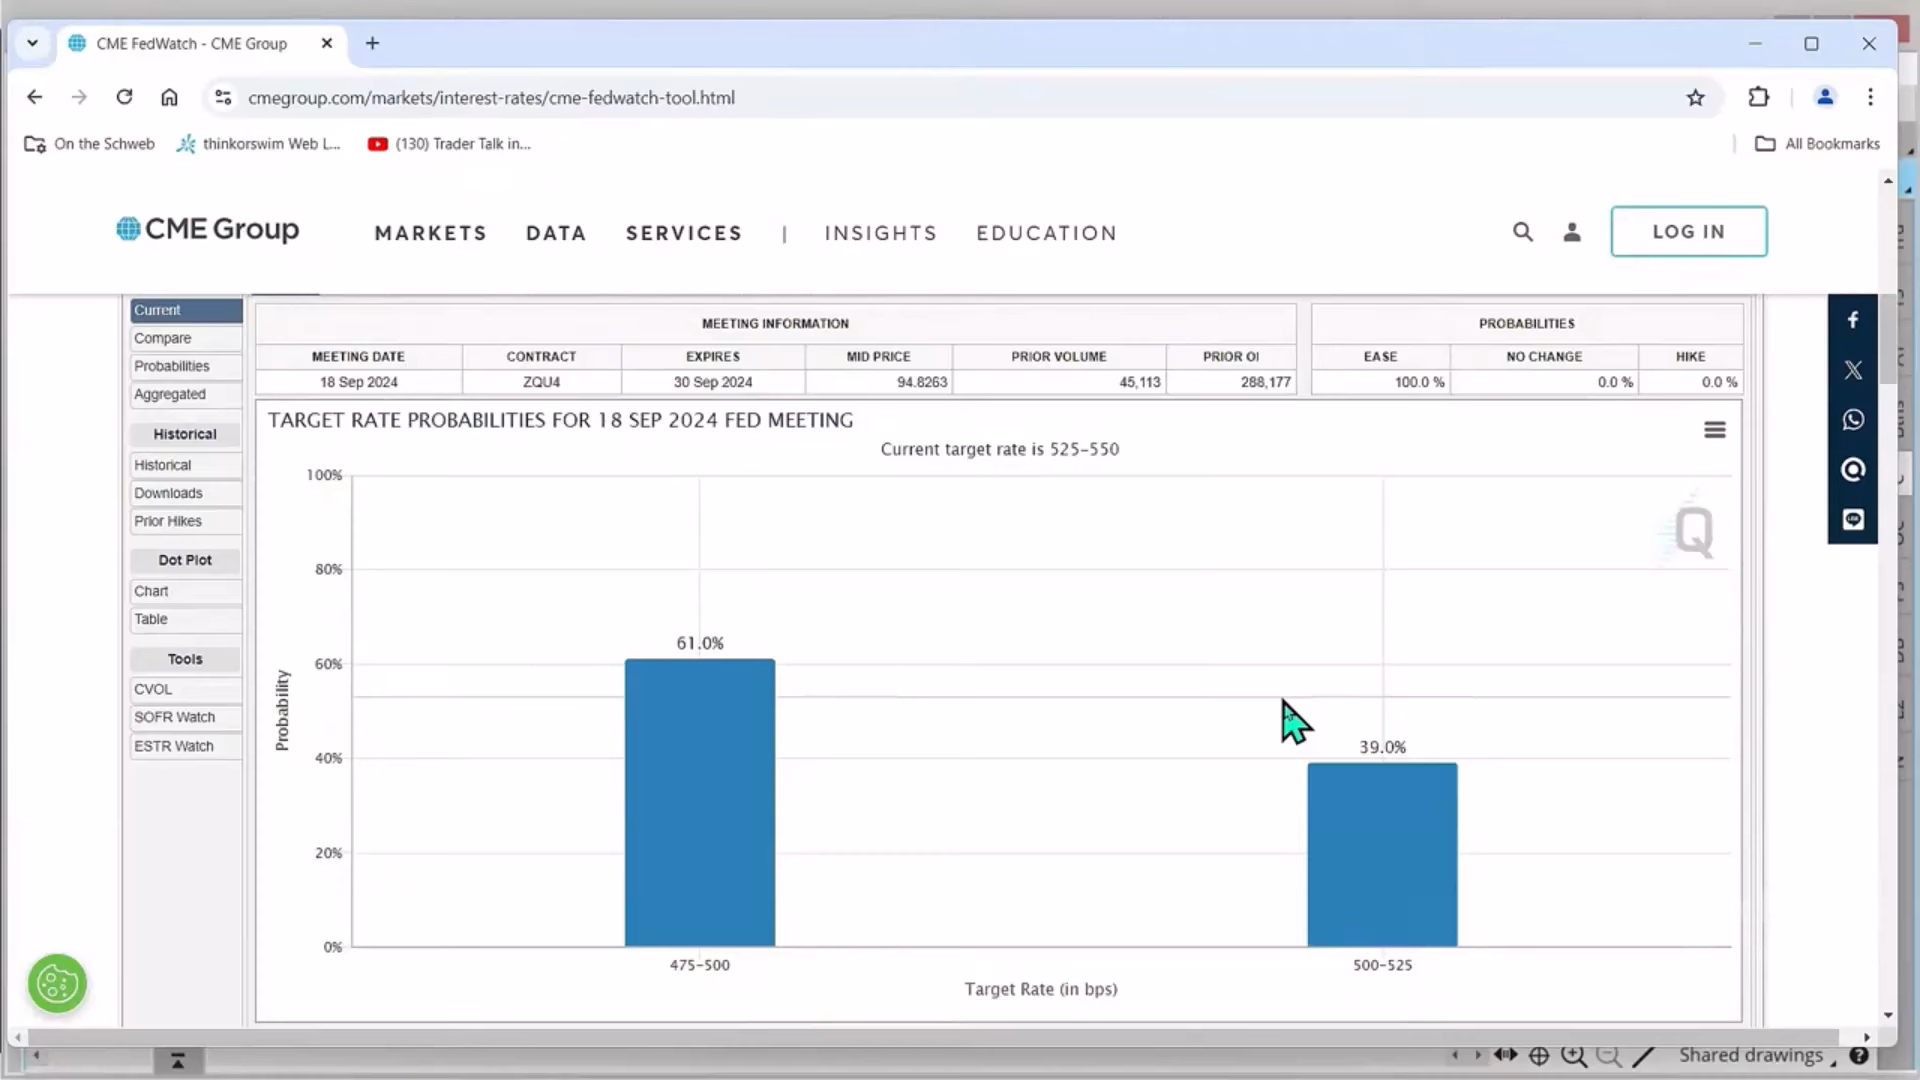 CME FedWatch - CME Group
cmegroup.com/markets/interest-rates/cme-fedwatch-tool.html
On the Schweb
thinkorswim Web L...
(130) Trader Talk in...
All Bookmarks
CME Group
MARKETS DATA SERVICES | INSIGHTS EDUCATION
LOG IN
Current
Compare
Probabilities
Aggregated
Historical
Historical
Downloads
Prior Hikes
Dot Plot
Chart
Table
Tools
CVOL
SOFR Watch
ESTR Watch
MEETING INFORMATION
MEETING DATE CONTRACT EXPIRES MID PRICE PRIOR VOLUME PRIOR OI
18 Sep 2024 ZQU4 30 Sep 2024 94.8263 45,113 288,177
PROBABILITIES
EASE NO CHANGE HIKE
100.0 % 0.0 % 0.0 %
TARGET RATE PROBABILITIES FOR 18 SEP 2024 FED MEETING
Current target rate is 525-550
Q
100%
80%
60%
40%
20%
0%
Probability
61.0%
39.0%
475-500
500-525
Target Rate (in bps)
Shared drawings